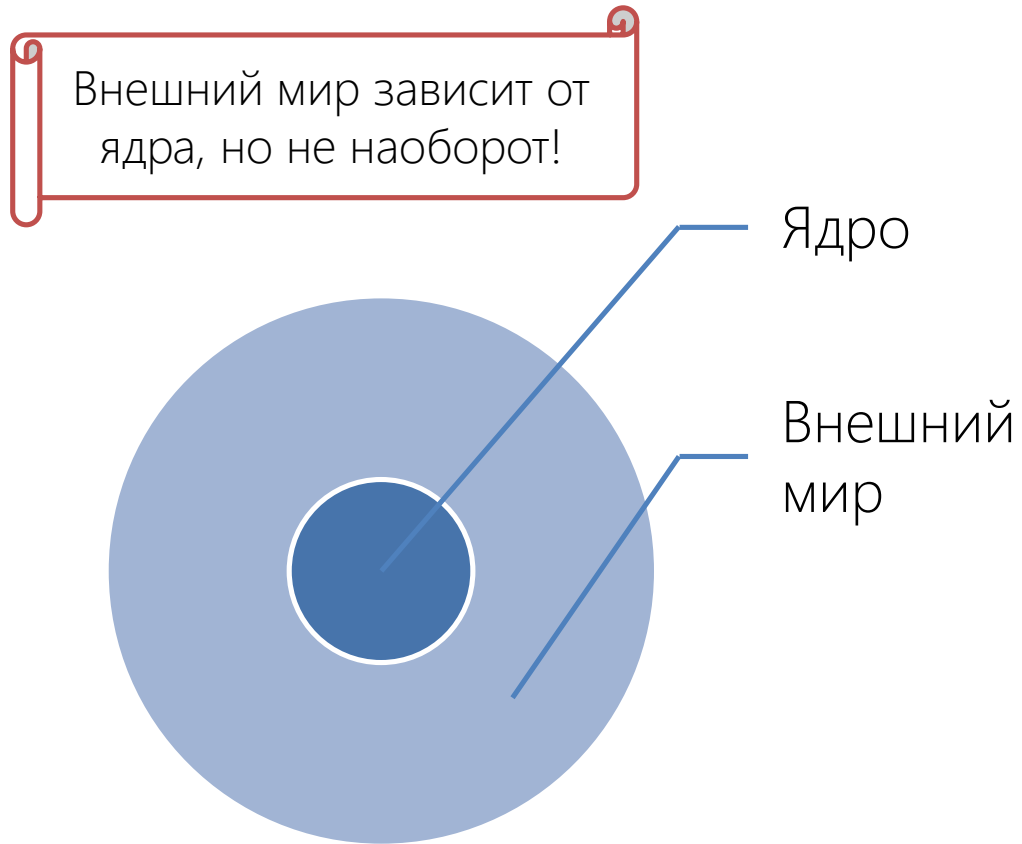 Внешний мир зависит от
ядра, но не наоборот!
Ядро
Внешний
мир